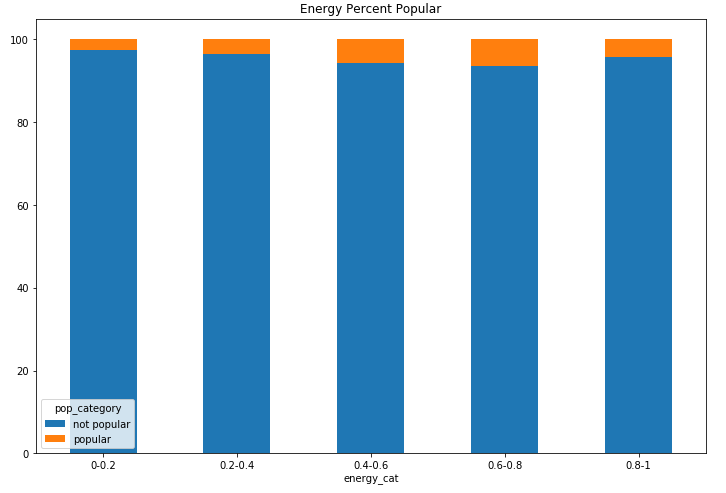 Energy Percent Popular
100
80
60
40
20
0
pop_category
not popular
popular
0-0.2 0.2-0.4 0.4-0.6 0.6-0.8 0.8-1
energy_cat